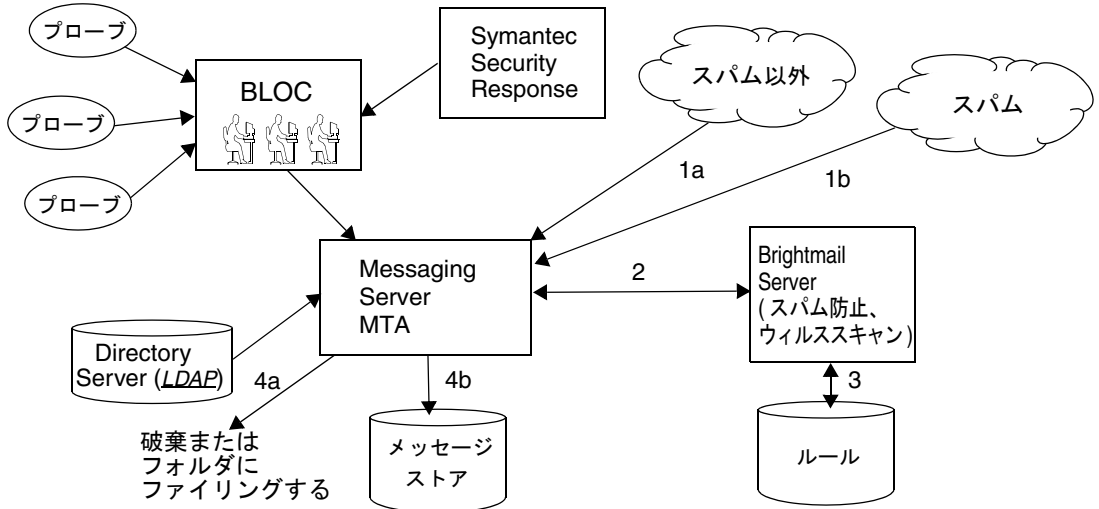 プローブ
プローブ
プローブ
BLOC
Symantec
Security
Response
スパム以外
スパム
1a
1b
Messaging
Server
MTA
2
Brightmail
Server
( スパム防止、
ウィルススキャン )
3
ルール
Directory
Server (LDAP)
4a
4b
破棄または
フォルダに
ファイリングする
メッセージ
ストア